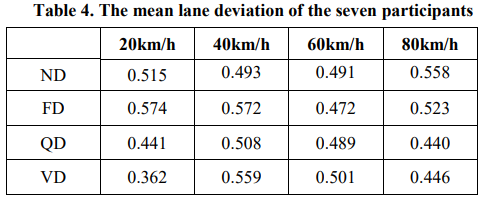 Table 4. The mean lane deviation of the seven participants
20km/h 40km/h 60km/h 80km/h
ND 0.515 0.493 0.491 0.558
FD 0.574 0.572 0.472 0.523
QD 0.441 0.508 0.489 0.440
VD 0.362 0.559 0.501 0.446